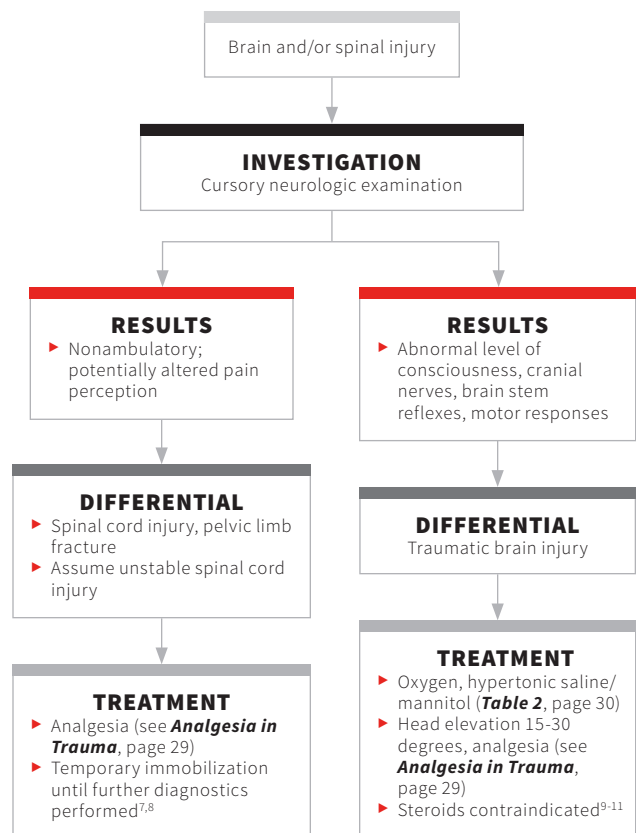 Brain and/or spinal injury
INVESTIGATION
Cursory neurologic examination
RESULTS
▶ Nonambulatory;
potentially altered pain
perception
DIFFERENTIAL
▶ Spinal cord injury, pelvic limb
fracture
▶ Assume unstable spinal cord
injury
TREATMENT
▶ Analgesia (see Analgesia in
Trauma, page 29)
▶ Temporary immobilization
until further diagnostics
performed7,8
RESULTS
▶ Abnormal level of
consciousness, cranial
nerves, brain stem
reflexes, motor responses
DIFFERENTIAL
Traumatic brain injury
TREATMENT
▶ Oxygen, hypertonic saline/
mannitol (Table 2, page 30)
▶ Head elevation 15-30
degrees, analgesia (see
Analgesia in Trauma,
page 29)
▶ Steroids contraindicated9-11